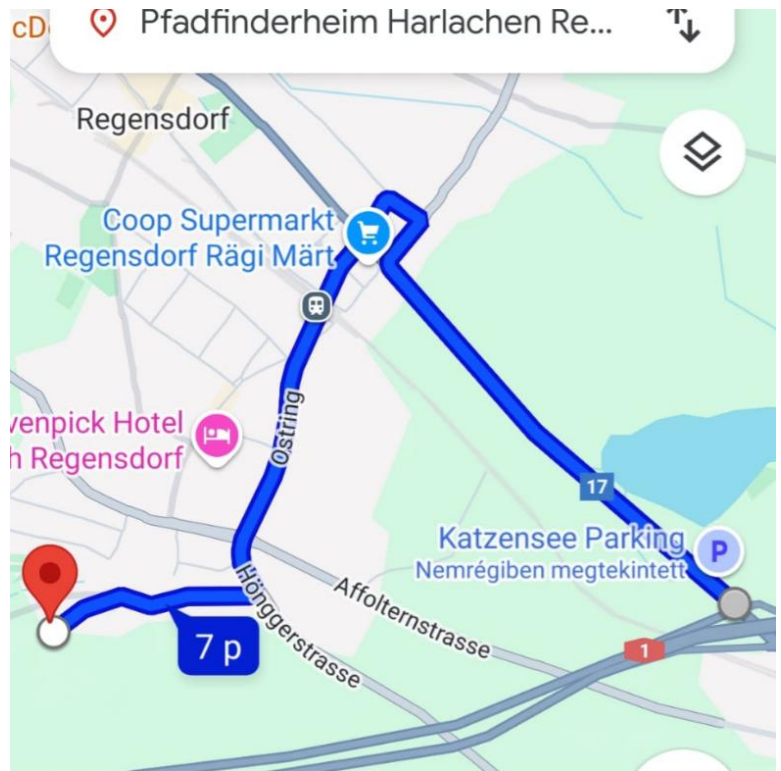 cD
Pfadfinderheim Harlachen Re...
Regensdorf
Coop Supermarkt
Regensdorf Rägi Märt
Ostring
venpick Hotel
h Regensdorf
17
Katzensee Parking
Nemrégiben megtekintett
P
Hönggerstrasse
Affolternstrasse
7 p
1